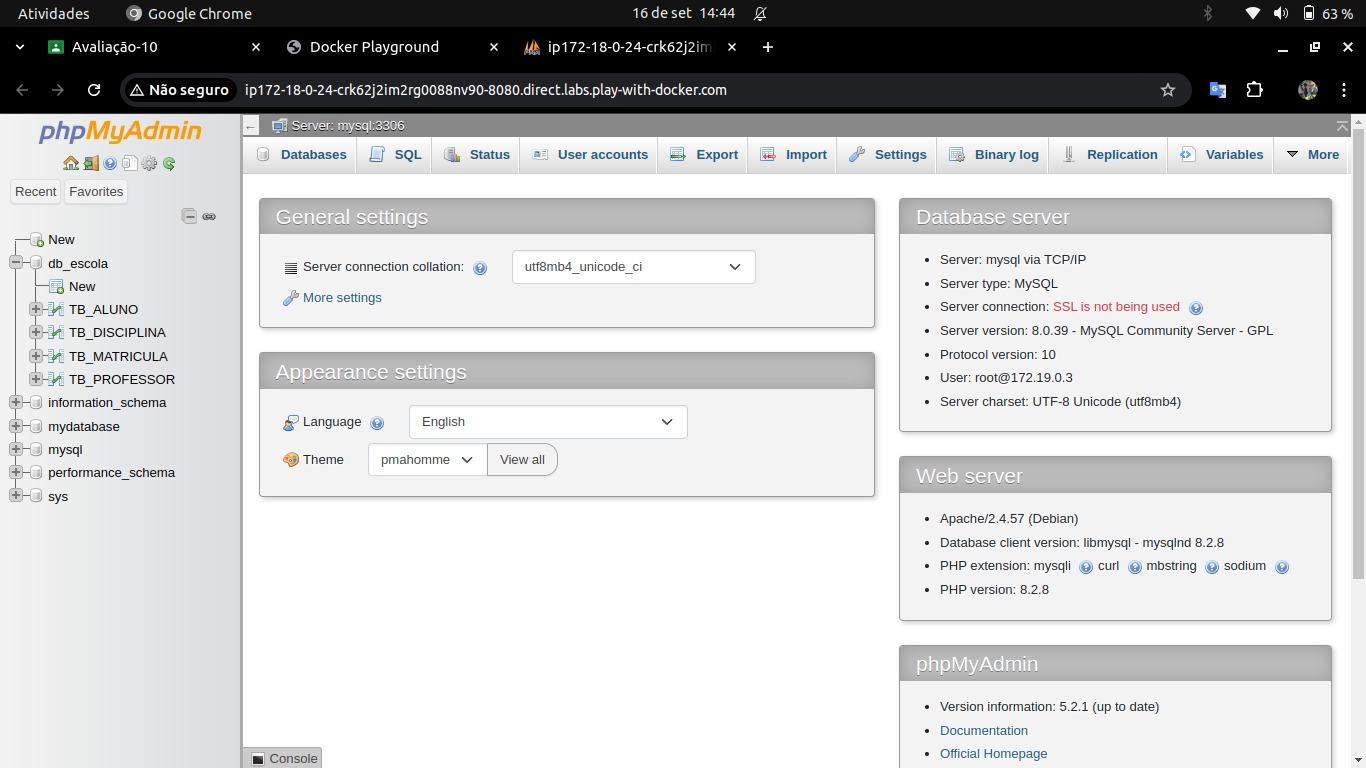 Atividades
Google Chrome
16 de set 14:44
63 %
Avaliação-10
Docker Playground
ip172-18-0-24-crk62j2im
Não seguro
ip172-18-0-24-crk62j2im2rg0088nv90-8080.direct.labs.play-with-docker.com
phpMyAdmin
Recent
Favorites
New
db_escola
New
TB_ALUNO
TB_DISCIPLINA
TB_MATRICULA
TB_PROFESSOR
information_schema
mydatabase
mysql
performance_schema
sys
Server: mysql:3306
Databases
SQL
Status
User accounts
Export
Import
Settings
Binary log
Replication
Variables
More
General settings
Server connection collation:
utf8mb4_unicode_ci
More settings
Appearance settings
Language
English
Theme
pmahomme
View all
Database server
Server: mysql via TCP/IP
Server type: MySQL
Server connection: SSL is not being used
Server version: 8.0.39 - MySQL Community Server - GPL
Protocol version: 10
User: root@172.19.0.3
Server charset: UTF-8 Unicode (utf8mb4)
Web server
Apache/2.4.57 (Debian)
Database client version: libmysql - mysqlnd 8.2.8
PHP extension: mysqli curl mbstring sodium
PHP version: 8.2.8
phpMyAdmin
Version information: 5.2.1 (up to date)
Documentation
Official Homepage
Console